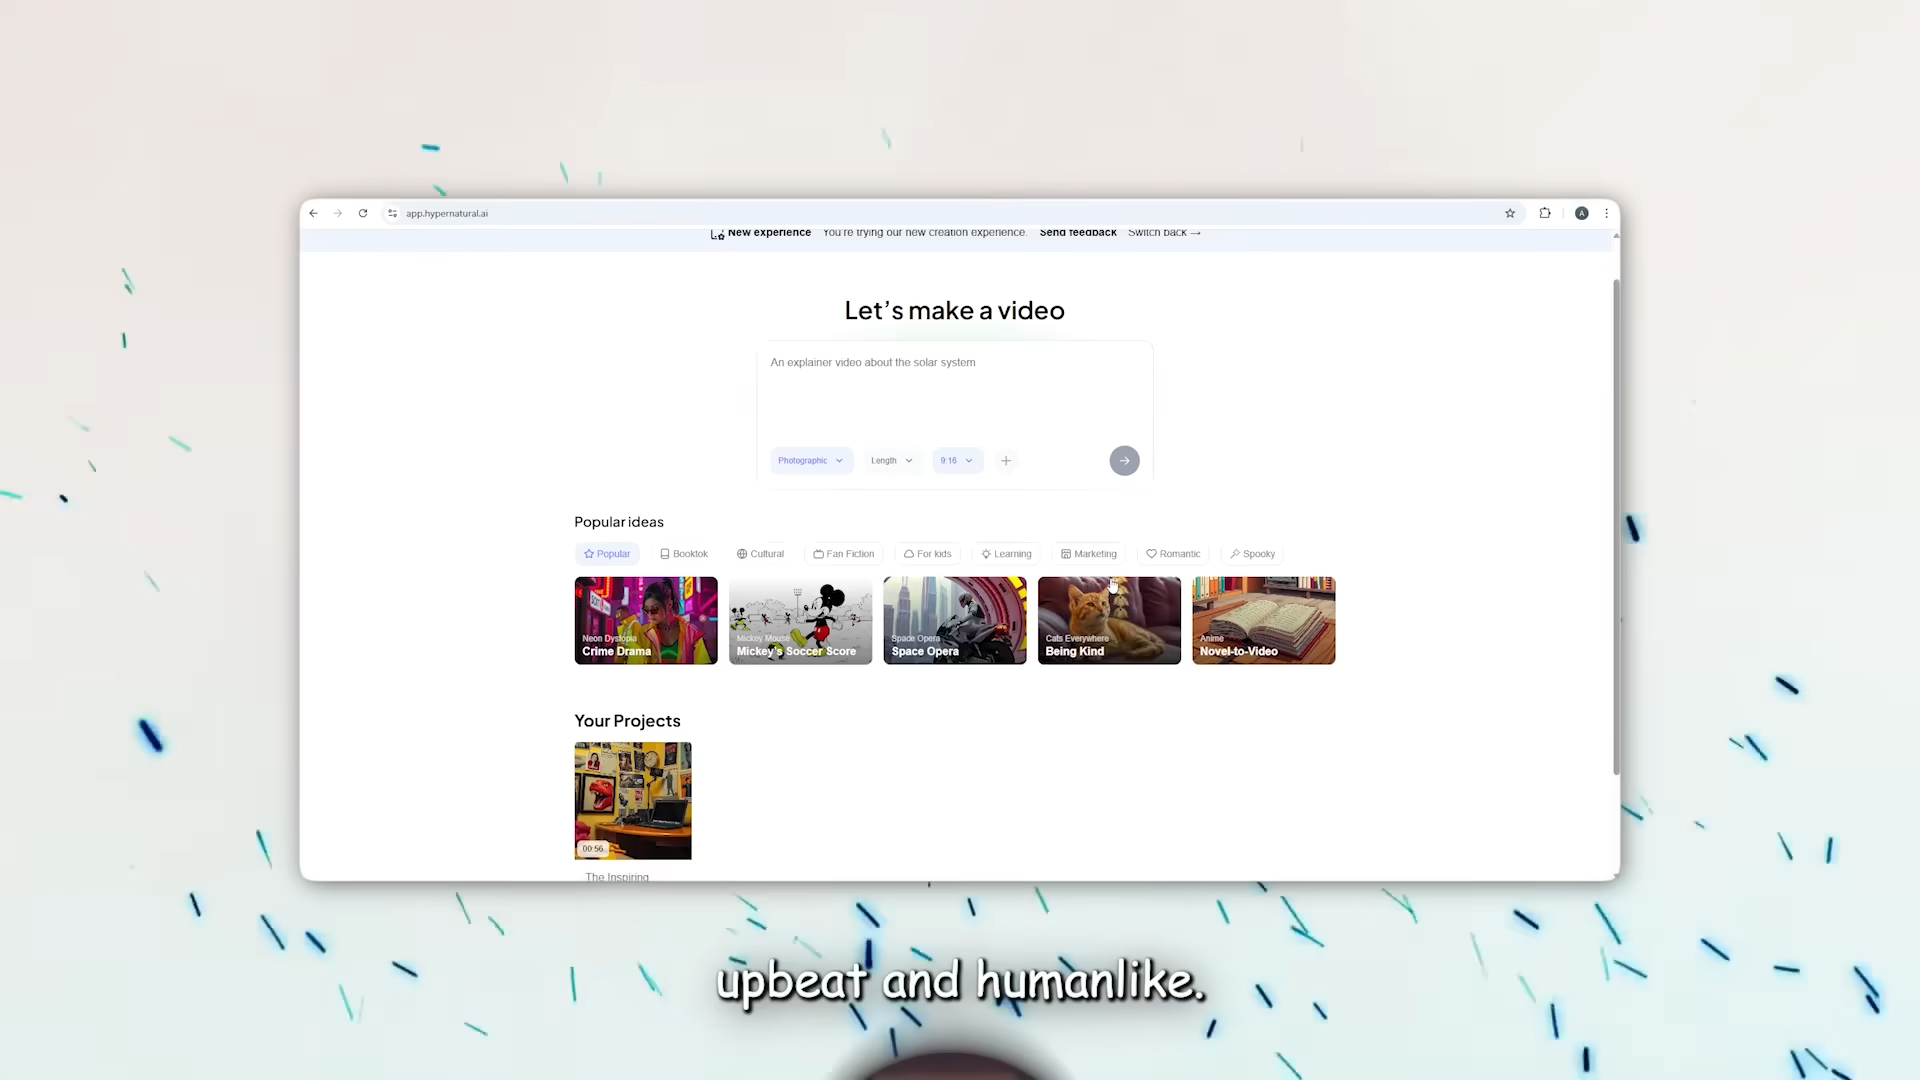 app.hypernatural.ai
A
New experience You're trying our new creation experience. Send feedback Switch back →
Let's make a video
An explainer video about the solar system
Photographic Length 9:16
Popular ideas
Popular Booktok Cultural Fan Fiction For kids Learning Marketing Romantic Spooky
Neon Dystopia
Crime Drama
Mickey Mouse
Mickey's Soccer Score
Space Opera
Space Opera
Cats Everywhere
Being Kind
Anime
Novel-to-Video
Your Projects
00:56
The Inspiring
upbeat and humanlike.